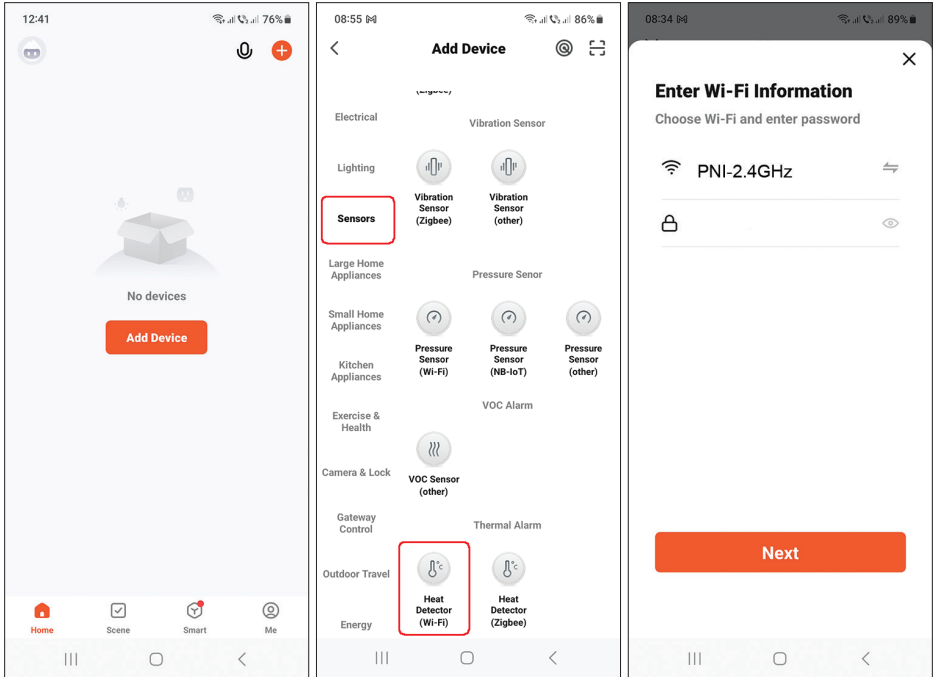 12:41
76%
No devices
Add Device
Home
Scene
Smart
Me
08:55
86%
Add Device
(Zigbee)
Electrical
Lighting
Sensors
Large Home
Appliances
Small Home
Appliances
Kitchen
Appliances
Exercise &
Health
Camera & Lock
Gateway
Control
Outdoor Travel
Energy
Vibration Sensor
Vibration
Sensor
(Zigbee)
Vibration
Sensor
(other)
Pressure Senor
Pressure
Sensor
(Wi-Fi)
Pressure
Sensor
(NB-IoT)
Pressure
Sensor
(other)
VOC Alarm
VOC Sensor
(other)
Thermal Alarm
°c
Heat
Detector
(Wi-Fi)
°c
Heat
Detector
(Zigbee)
08:34
89%
Enter Wi-Fi Information
Choose Wi-Fi and enter password
PNI-2.4GHz
Next